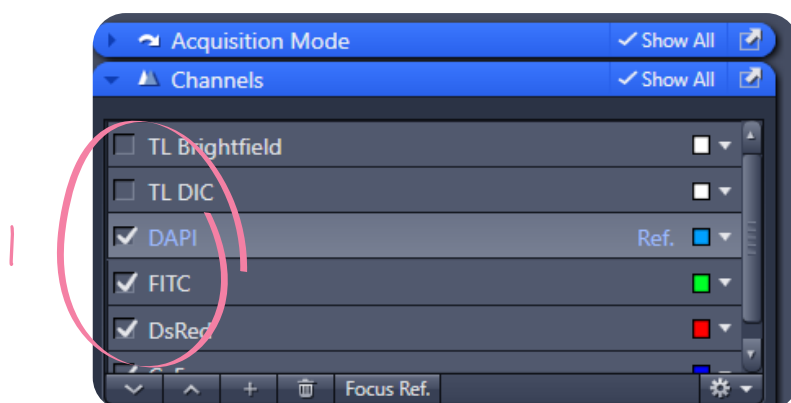 Acquisition Mode Show All
Channels Show All
TL Brightfield
TL DIC
DAPI Ref.
FITC
DsRed
Focus Ref.